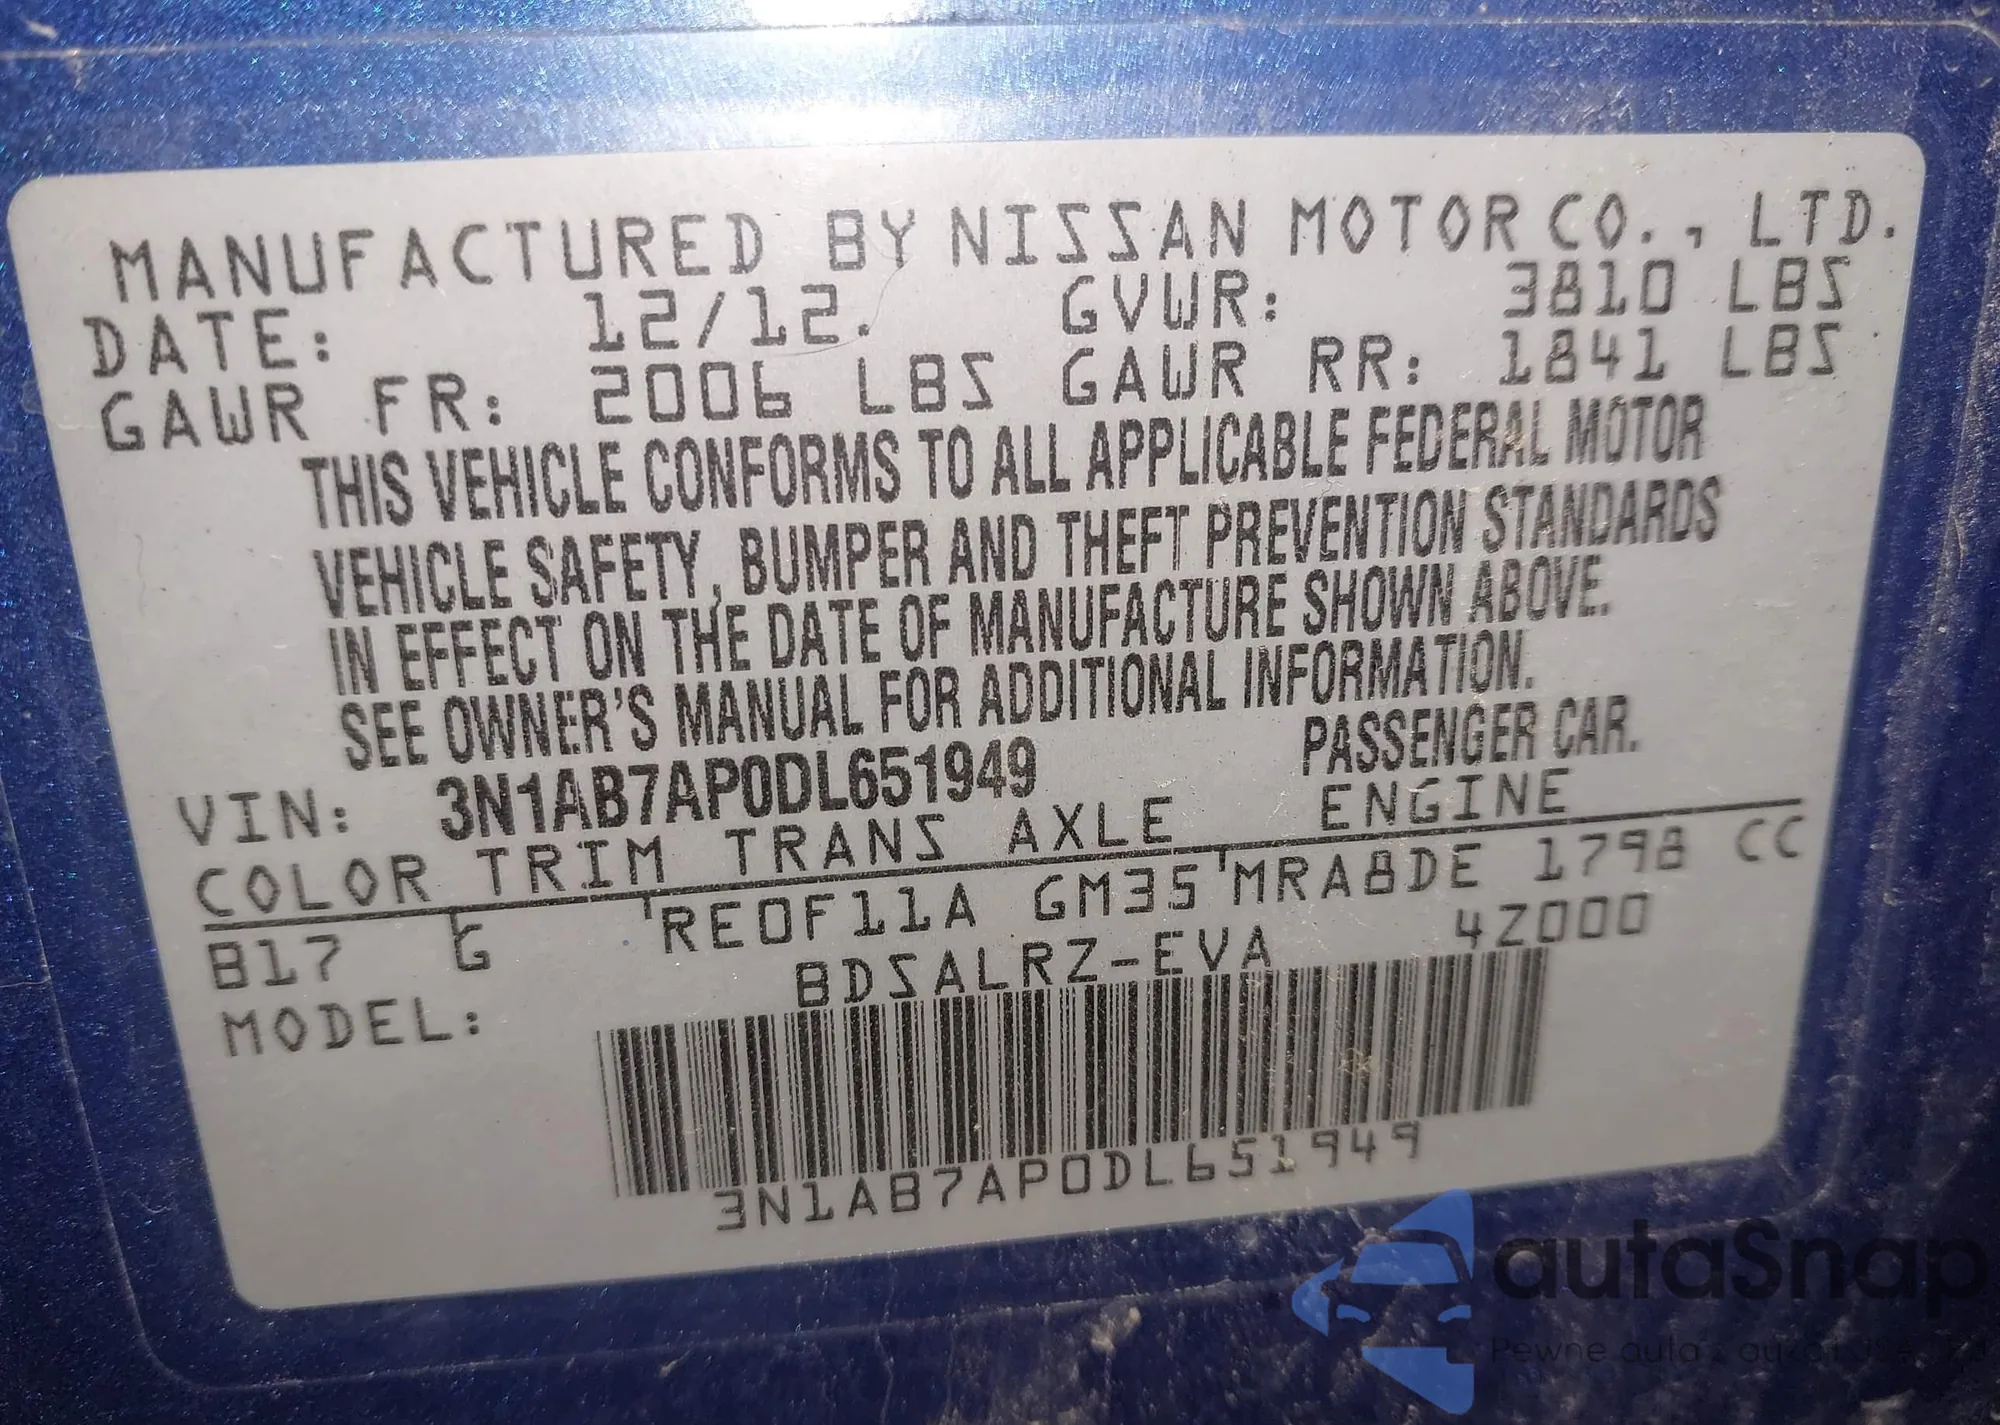 MANUFACTURED BY NISSAN MOTOR CO., LTD.
DATE: 12/12. GVWR: 3810 LBS
GAWR FR: 2006 LBS GAWR RR: 1841 LBS
THIS VEHICLE CONFORMS TO ALL APPLICABLE FEDERAL MOTOR
VEHICLE SAFETY, BUMPER AND THEFT PREVENTION STANDARDS
IN EFFECT ON THE DATE OF MANUFACTURE SHOWN ABOVE.
SEE OWNER'S MANUAL FOR ADDITIONAL INFORMATION.
VIN: 3N1AB7AP0DL651949 PASSENGER CAR.
COLOR TRIM TRANS AXLE ENGINE
B17 G RE0F11A GM35 MRA8DE 1798 CC
MODEL: BDSALRZ-EVA 4Z000
3N1AB7AP0DL651949
autaSnap
Pewne auta z